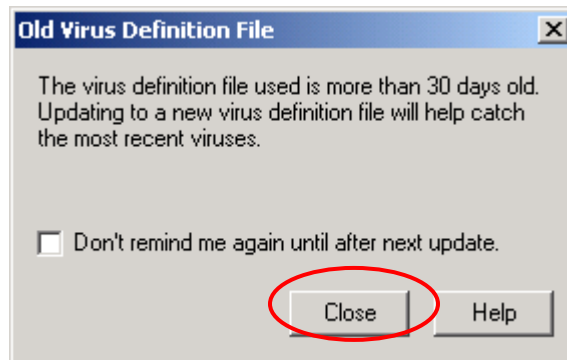 Old Virus Definition File
The virus definition file used is more than 30 days old.
Updating to a new virus definition file will help catch
the most recent viruses.
Don't remind me again until after next update.
Close Help